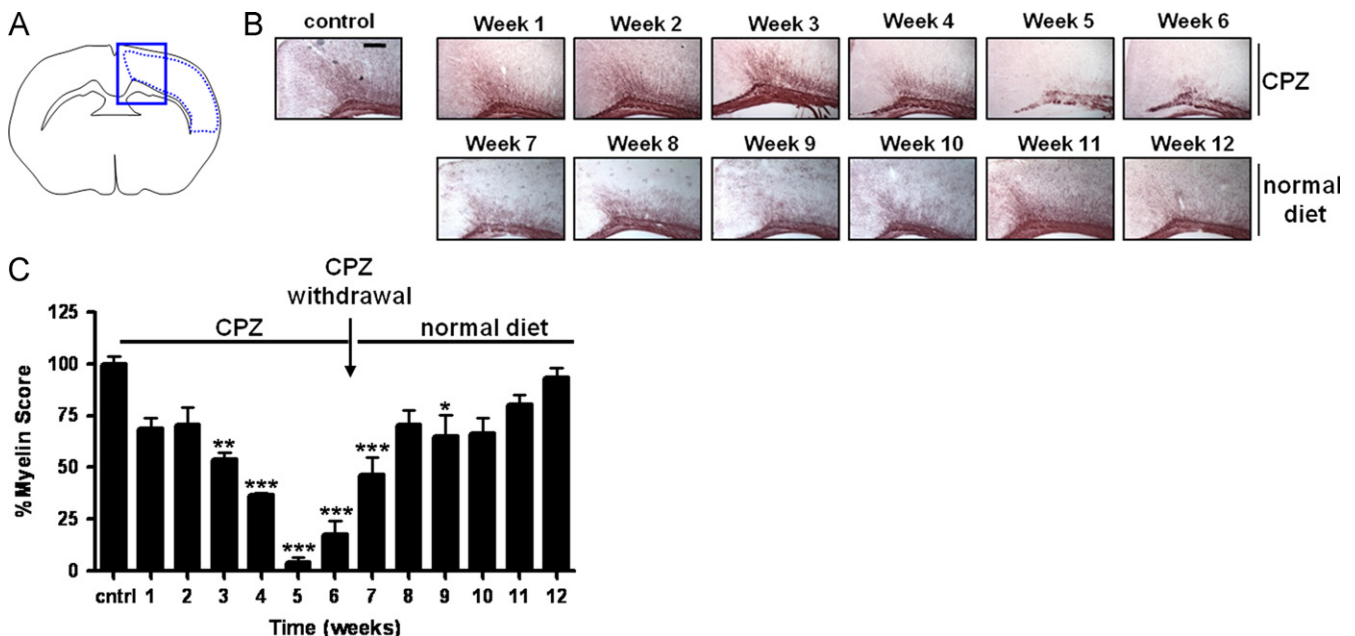 A
B
control
Week 1
Week 2
Week 3
Week 4
Week 5
Week 6
CPZ
Week 7
Week 8
Week 9
Week 10
Week 11
Week 12
normal
diet
C
CPZ
withdrawal
CPZ
normal diet
%Myelin Score
125
100
75
50
25
0
**
***
***
***
***
*
cntrl 1 2 3 4 5 6 7 8 9 10 11 12
Time (weeks)